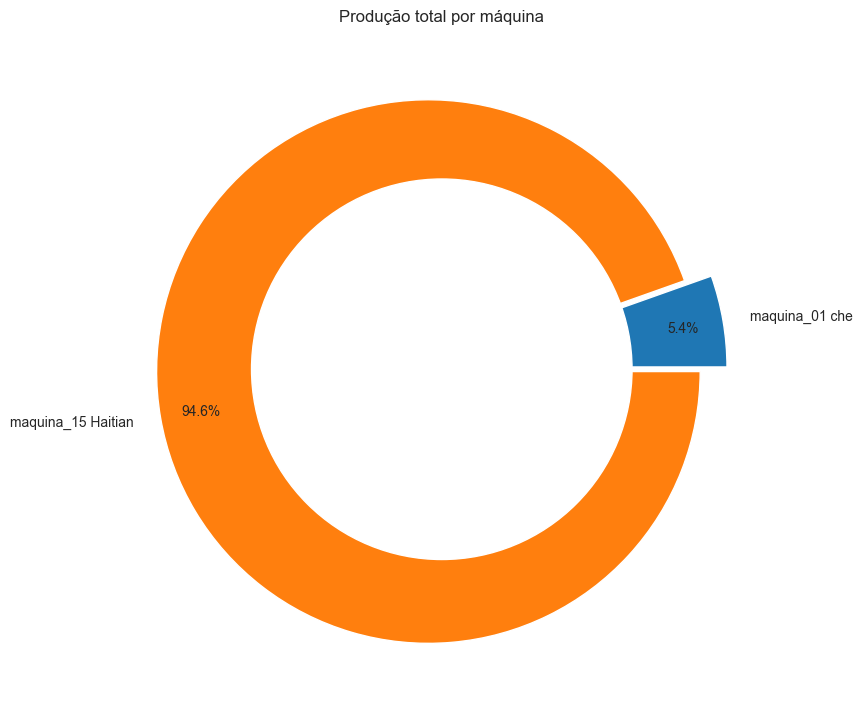 Produção total por máquina
maquina_01 che
5.4%
94.6%
maquina_15 Haitian